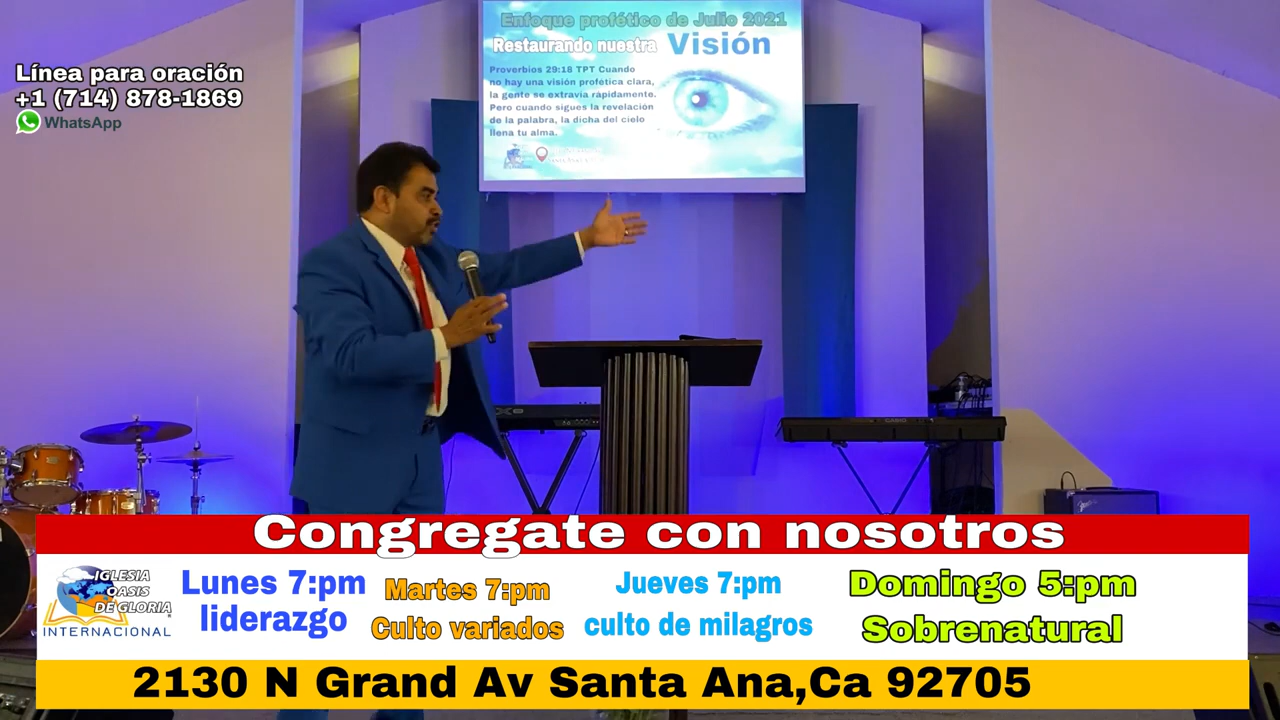 Enfoque profético de Julio 2021
Restaurando nuestra Visión
Proverbios 29:18 TPT Cuando
no hay una visión profética clara,
la gente se extravía rápidamente.
Pero cuando sigues la revelación
de la palabra, la dicha del cielo
llena tu alma.
Línea para oración
+1 (714) 878-1869
WhatsApp
CASIO
Fender
Congregate con nosotros
IGLESIA
OASIS
DE GLORIA
INTERNACIONAL
Lunes 7:pm
liderazgo
Martes 7:pm
Culto variados
Jueves 7:pm
culto de milagros
Domingo 5:pm
Sobrenatural
2130 N Grand Av Santa Ana,Ca 92705